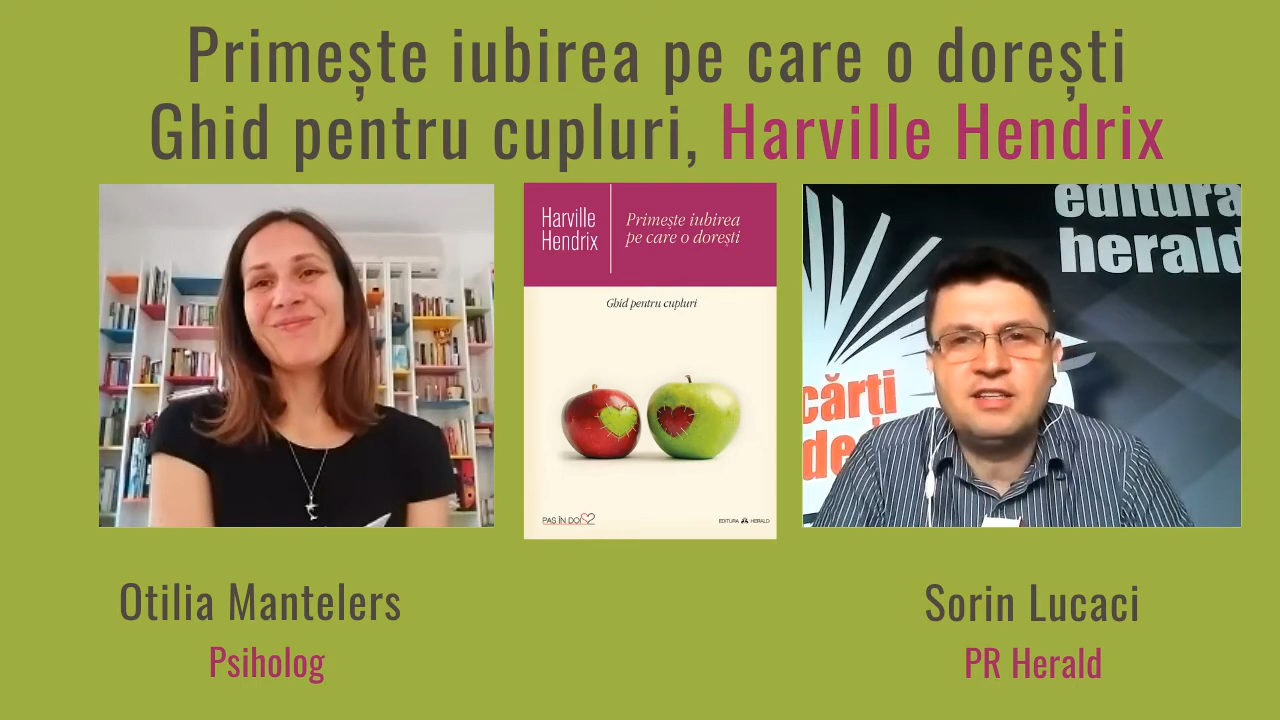 Primește iubirea pe care o dorești
Ghid pentru cupluri, Harville Hendrix
Harville
Hendrix
Primește iubirea
pe care o dorești
Ghid pentru cupluri
PAS ÎN DOI
EDITURA HERALD
editura
herald
cărți
de
Otilia Mantelers
Psiholog
Sorin Lucaci
PR Herald